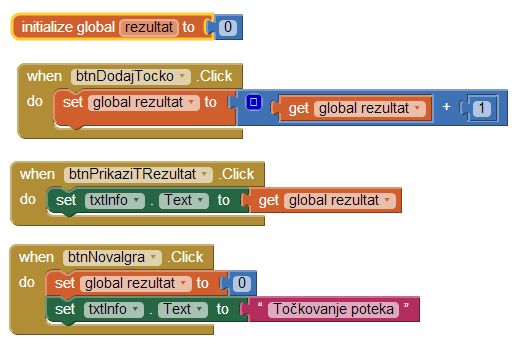 initialize global rezultat to 0
when btnDodajTocko .Click
do set global rezultat to get global rezultat + 1
when btnPrikaziTRezultat .Click
do set txtInfo . Text to get global rezultat
when btnNovaIgra .Click
do set global rezultat to 0
set txtInfo . Text to “ Točkovanje poteka ”